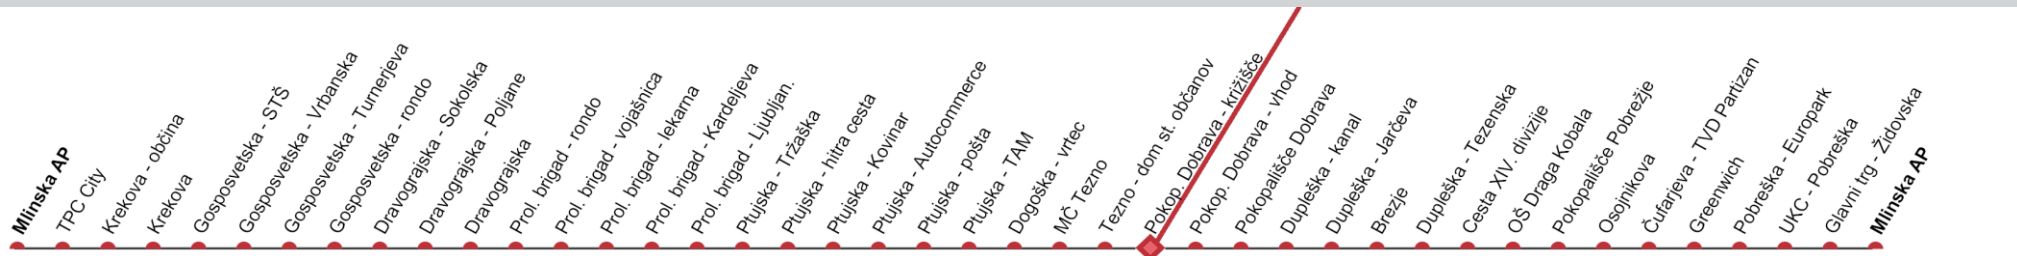 Mlinska AP
TPC City
Krekova - občina
Krekova
Gosposvetska - STŠ
Gosposvetska - Vrbanska
Gosposvetska - Turnerjeva
Gosposvetska - rondo
Dravograjska - Sokolska
Dravograjska - Poljane
Dravograjska
Prol. brigad - rondo
Prol. brigad - vojašnica
Prol. brigad - lekarna
Prol. brigad - Kardeljeva
Prol. brigad - Ljubljan.
Ptujska - Tržaška
Ptujska - hitra cesta
Ptujska - Kovinar
Ptujska - Autocommerce
Ptujska - pošta
Ptujska - TAM
Dogoška - vrtec
MČ Tezno
Tezno - dom st. občanov
Pokop. Dobrava - križišče
Pokop. Dobrava - vhod
Pokopališče Dobrava
Dupleška - kanal
Dupleška - Jarčeva
Brezje
Dupleška - Tezenska
Cesta XIV. divizije
OŠ Draga Kobala
Pokopališče Pobrežje
Osojnikova
Čufarjeva - TVD Partizan
Greenwich
Pobreška - Europark
UKC - Pobreška
Glavni trg - Židovska
Mlinska AP